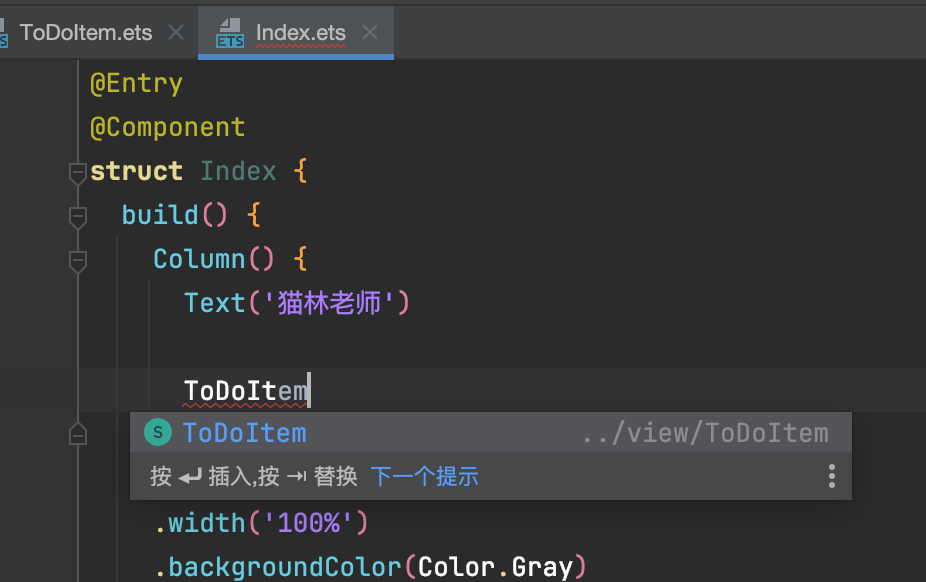 ToDoItem.ets
ETS Index.ets
@Entry
@Component
struct Index {
build() {
Column() {
Text('猫林老师')
ToDoItem
S ToDoItem ../view/ToDoItem
按 ↵ 插入,按 ⇥ 替换 下一个提示
.width('100%')
.backgroundColor(Color.Gray)